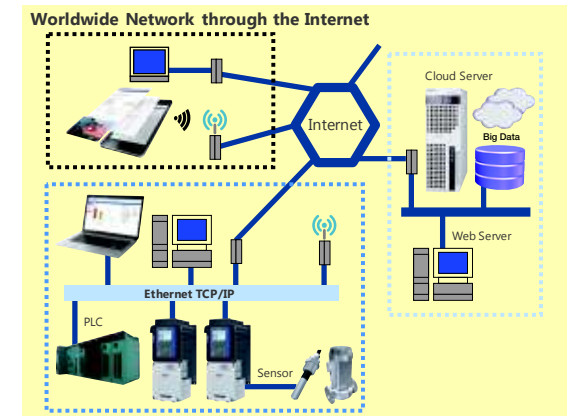 Worldwide Network through the Internet
Cloud Server
Internet
Big Data
Web Server
Ethernet TCP/IP
PLC
Sensor